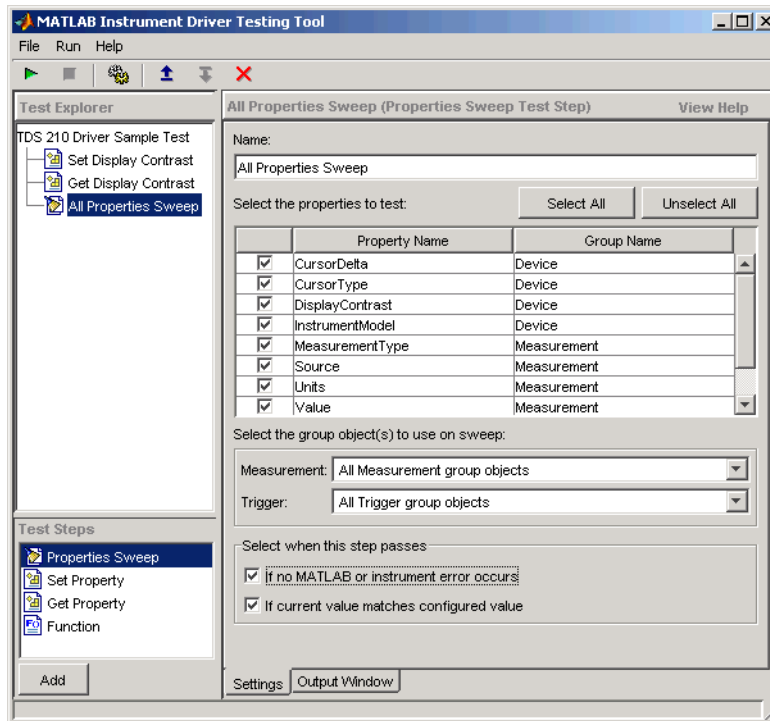 MATLAB Instrument Driver Testing Tool
File Run Help
Test Explorer
TDS 210 Driver Sample Test
Set Display Contrast
Get Display Contrast
All Properties Sweep
Test Steps
Properties Sweep
Set Property
Get Property
Function
Add
All Properties Sweep (Properties Sweep Test Step) View Help
Name:
All Properties Sweep
Select the properties to test: Select All Unselect All
Property Name Group Name
CursorDelta Device
CursorType Device
DisplayContrast Device
InstrumentModel Device
MeasurementType Measurement
Source Measurement
Units Measurement
Value Measurement
Select the group object(s) to use on sweep:
Measurement: All Measurement group objects
Trigger: All Trigger group objects
Select when this step passes
If no MATLAB or instrument error occurs
If current value matches configured value
Settings Output Window